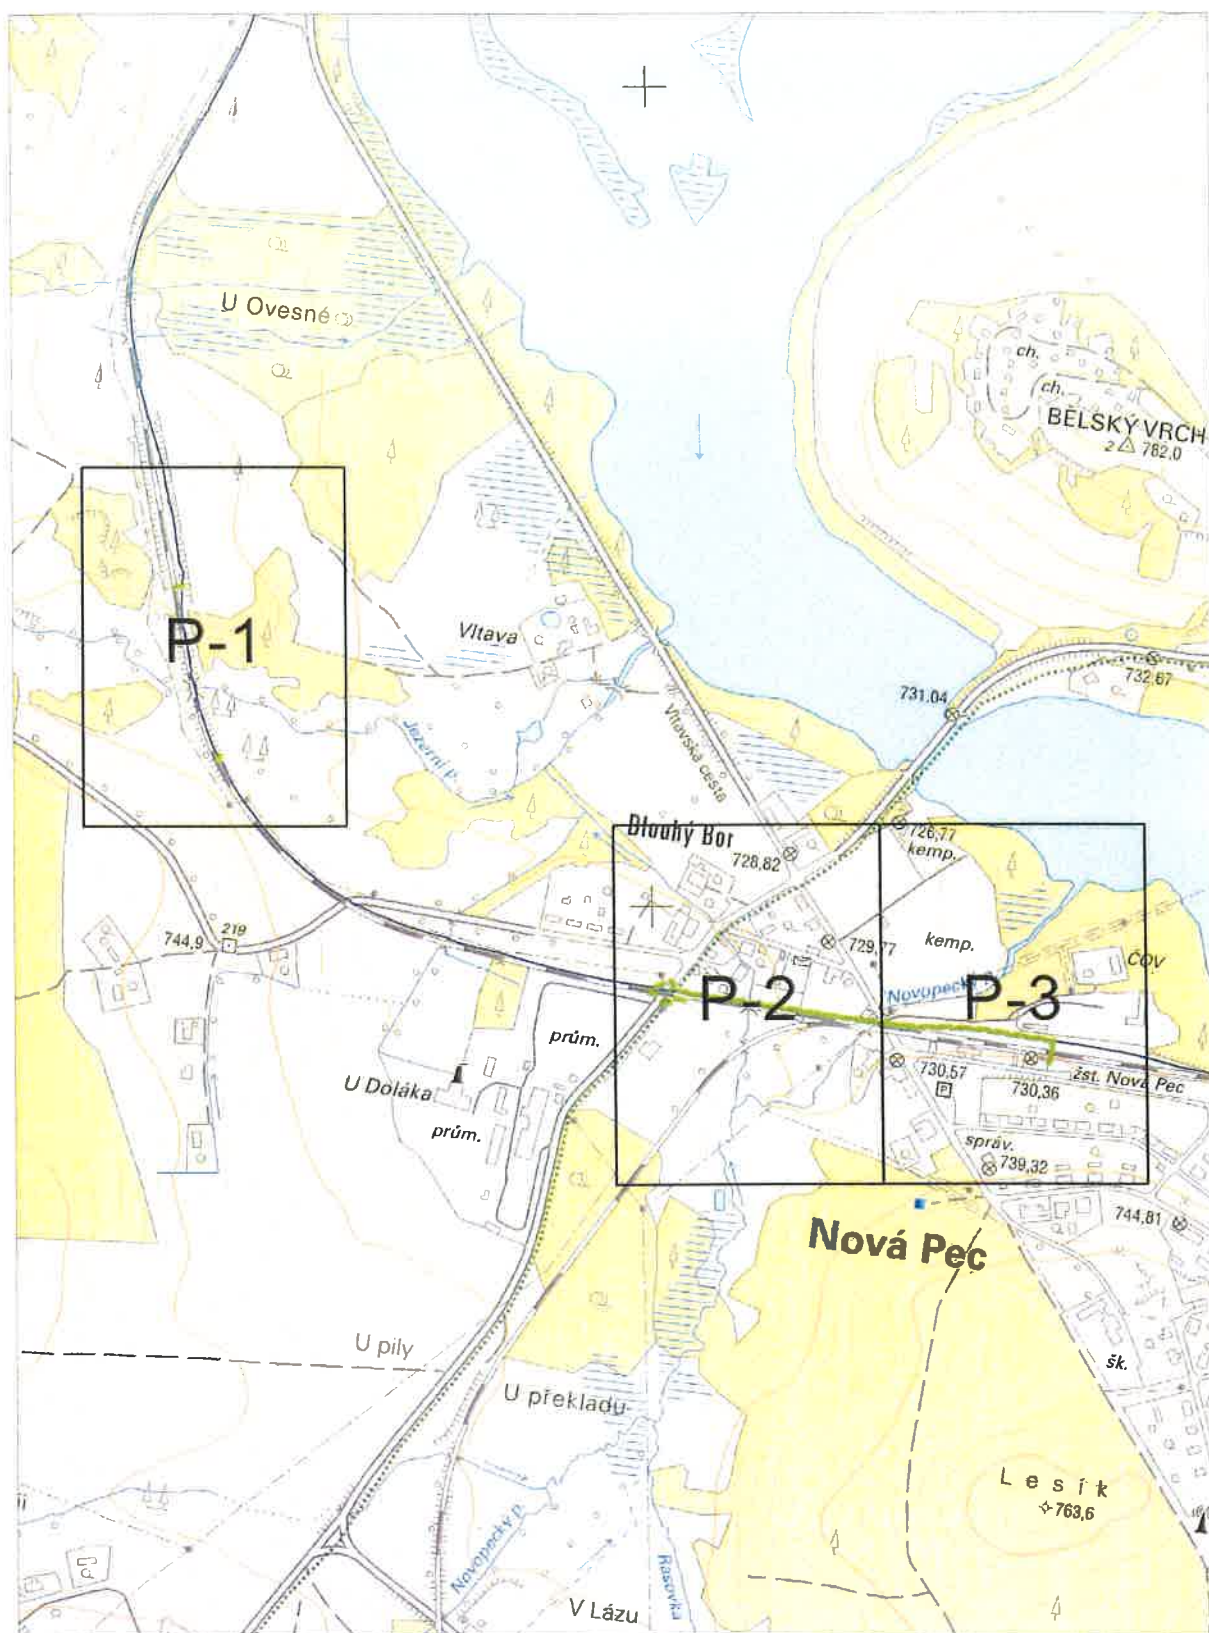 U Ovesné
ch.
ch.
BĚLSKÝ VRCH
2 782,0
P-1
Vltava
732,67
731,04
Jezerní p.
Vltavská cesta
Dlouhý Bor
728,82
726,77
kemp.
219
744,9
729,77
kemp.
ČOV
Novopecký
P-2
P-3
prům.
U Doláka
730,57
P
730,36
žst. Nová Pec
prům.
správ.
739,32
744,81
Nová Pec
U pily
šk.
U překladu
Lesík
763,6
Novopecký p.
Rasovka
V Lázu